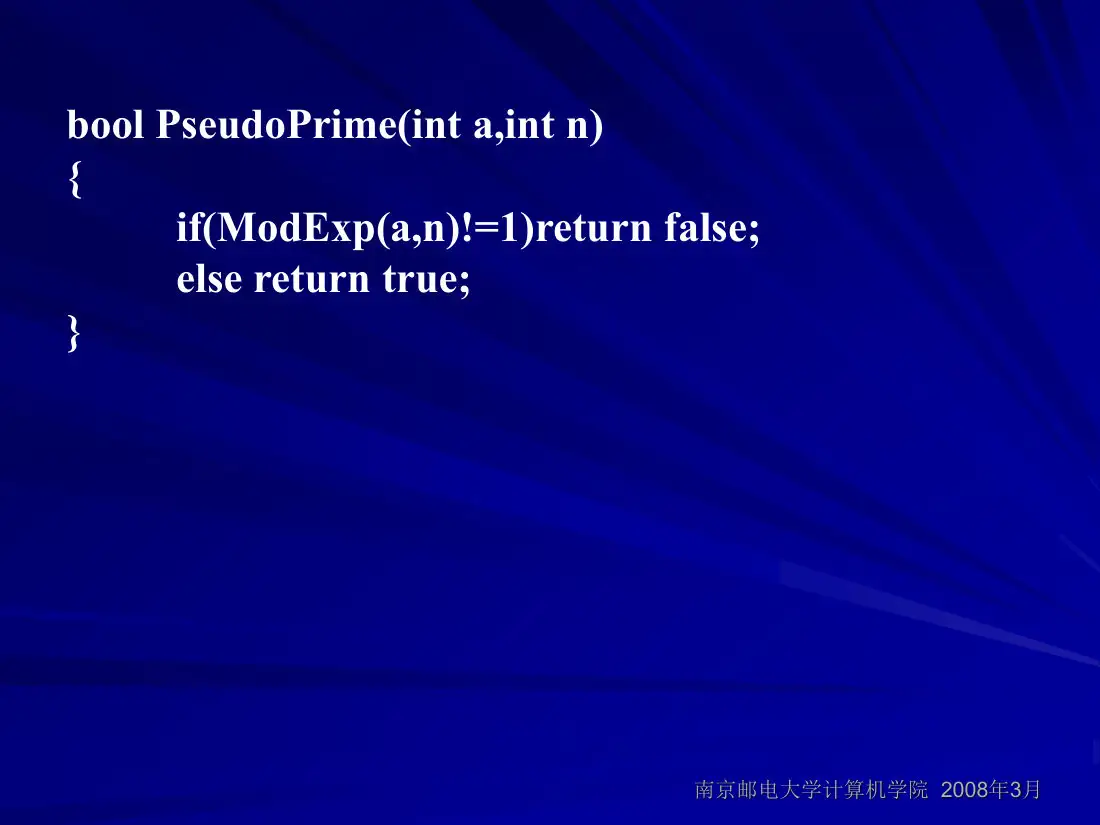 bool PseudoPrime(int a,int n)
{
if(ModExp(a,n)!=1)return false;
else return true;
}
南京邮电大学计算机学院 2008年3月